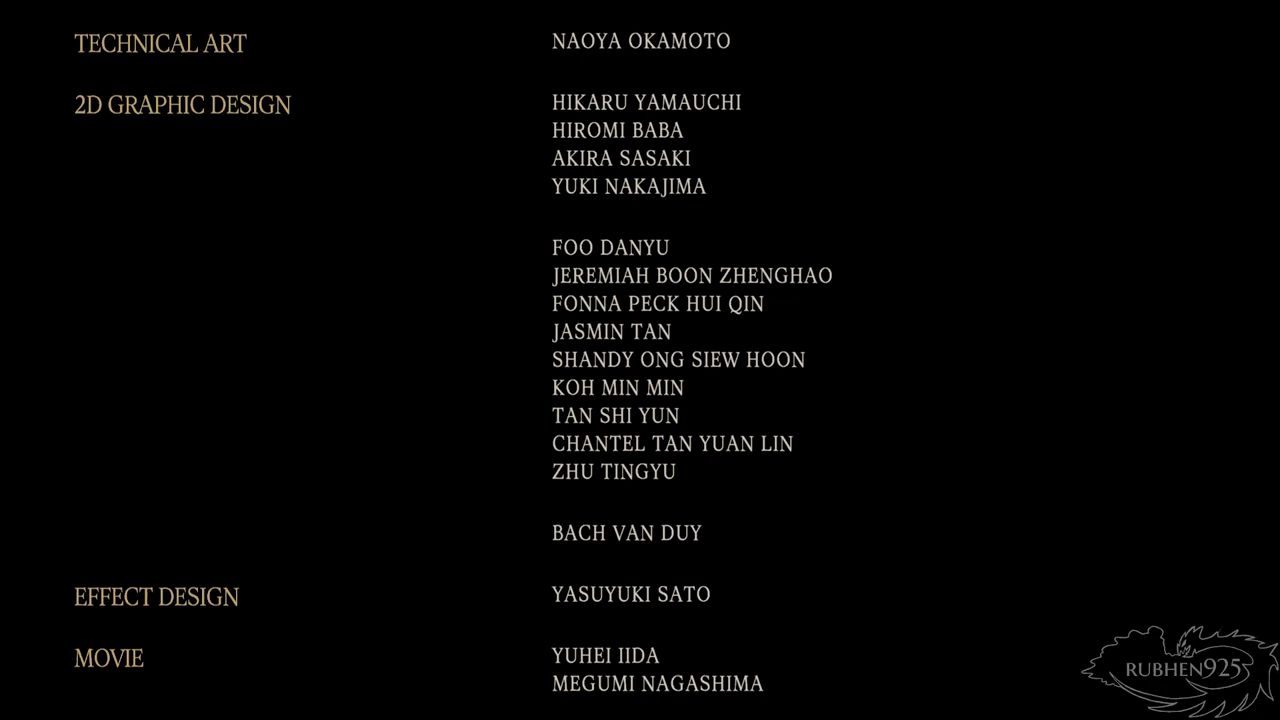 TECHNICAL ART NAOYA OKAMOTO
2D GRAPHIC DESIGN HIKARU YAMAUCHI
HIROMI BABA
AKIRA SASAKI
YUKI NAKAJIMA
FOO DANYU
JEREMIAH BOON ZHENGHAO
FONNA PECK HUI QIN
JASMIN TAN
SHANDY ONG SIEW HOON
KOH MIN MIN
TAN SHI YUN
CHANTEL TAN YUAN LIN
ZHU TINGYU
BACH VAN DUY
EFFECT DESIGN YASUYUKI SATO
MOVIE YUHEI IIDA
MEGUMI NAGASHIMA
RUBHEN925